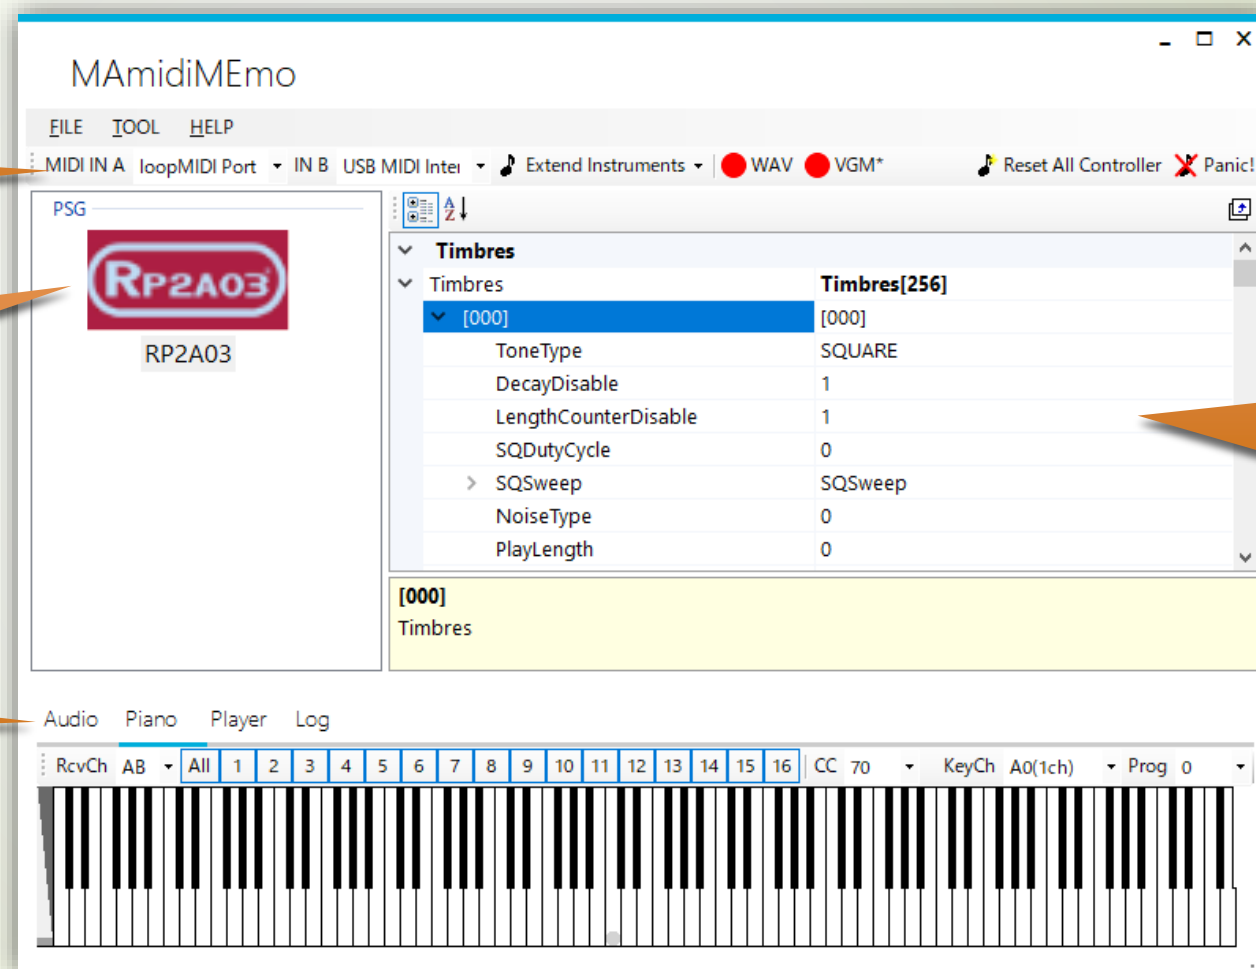 MAmidiMEmo
FILE TOOL HELP
MIDI IN A loopMIDI Port IN B USB MIDI Inter Extend Instruments WAV VGM* Reset All Controller Panic!
PSG
RP2A03
RP2A03
A
Z
Timbres
Timbres Timbres[256]
[000] [000]
ToneType SQUARE
DecayDisable 1
LengthCounterDisable 1
SQDutyCycle 0
SQSweep SQSweep
NoiseType 0
PlayLength 0
[000]
Timbres
Audio Piano Player Log
RcvCh AB All 1 2 3 4 5 6 7 8 9 10 11 12 13 14 15 16 CC 70 KeyCh A0(1ch) Prog 0